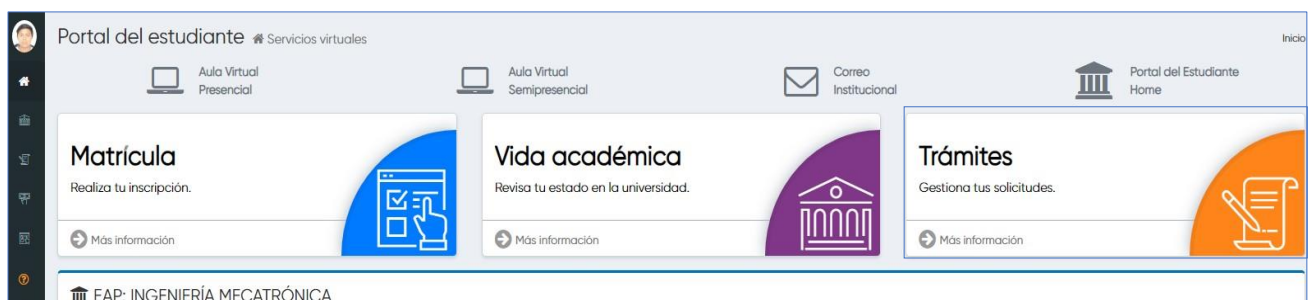 Portal del estudiante Servicios virtuales
Inicio
Aula Virtual
Presencial
Aula Virtual
Semipresencial
Correo
Institucional
Portal del Estudiante
Home
Matrícula
Realiza tu inscripción.
Más información
Vida académica
Revisa tu estado en la universidad.
Más información
Trámites
Gestiona tus solicitudes.
Más información
EAP: INGENIERÍA MECATRÓNICA